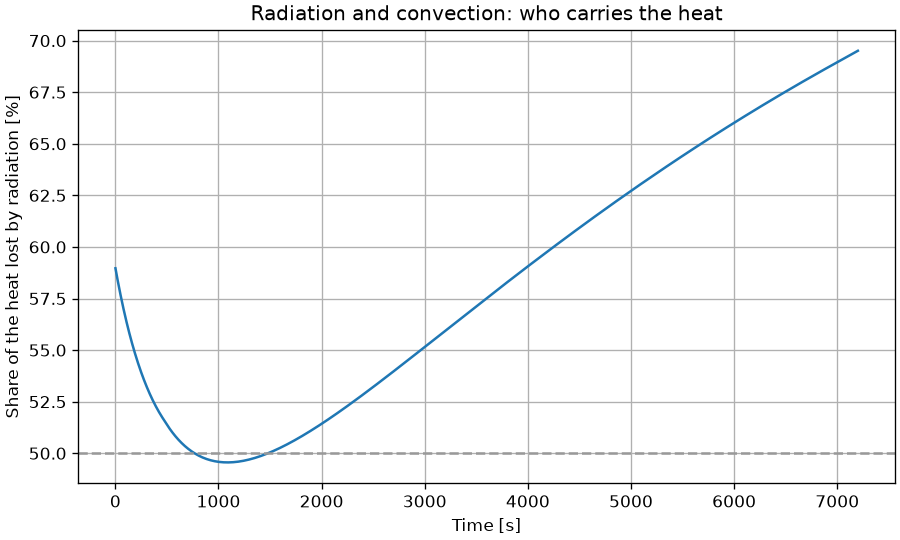 Radiation and convection: who carries the heat
Share of the heat lost by radiation [%]
70.0
67.5
65.0
62.5
60.0
57.5
55.0
52.5
50.0
0 1000 2000 3000 4000 5000 6000 7000
Time [s]